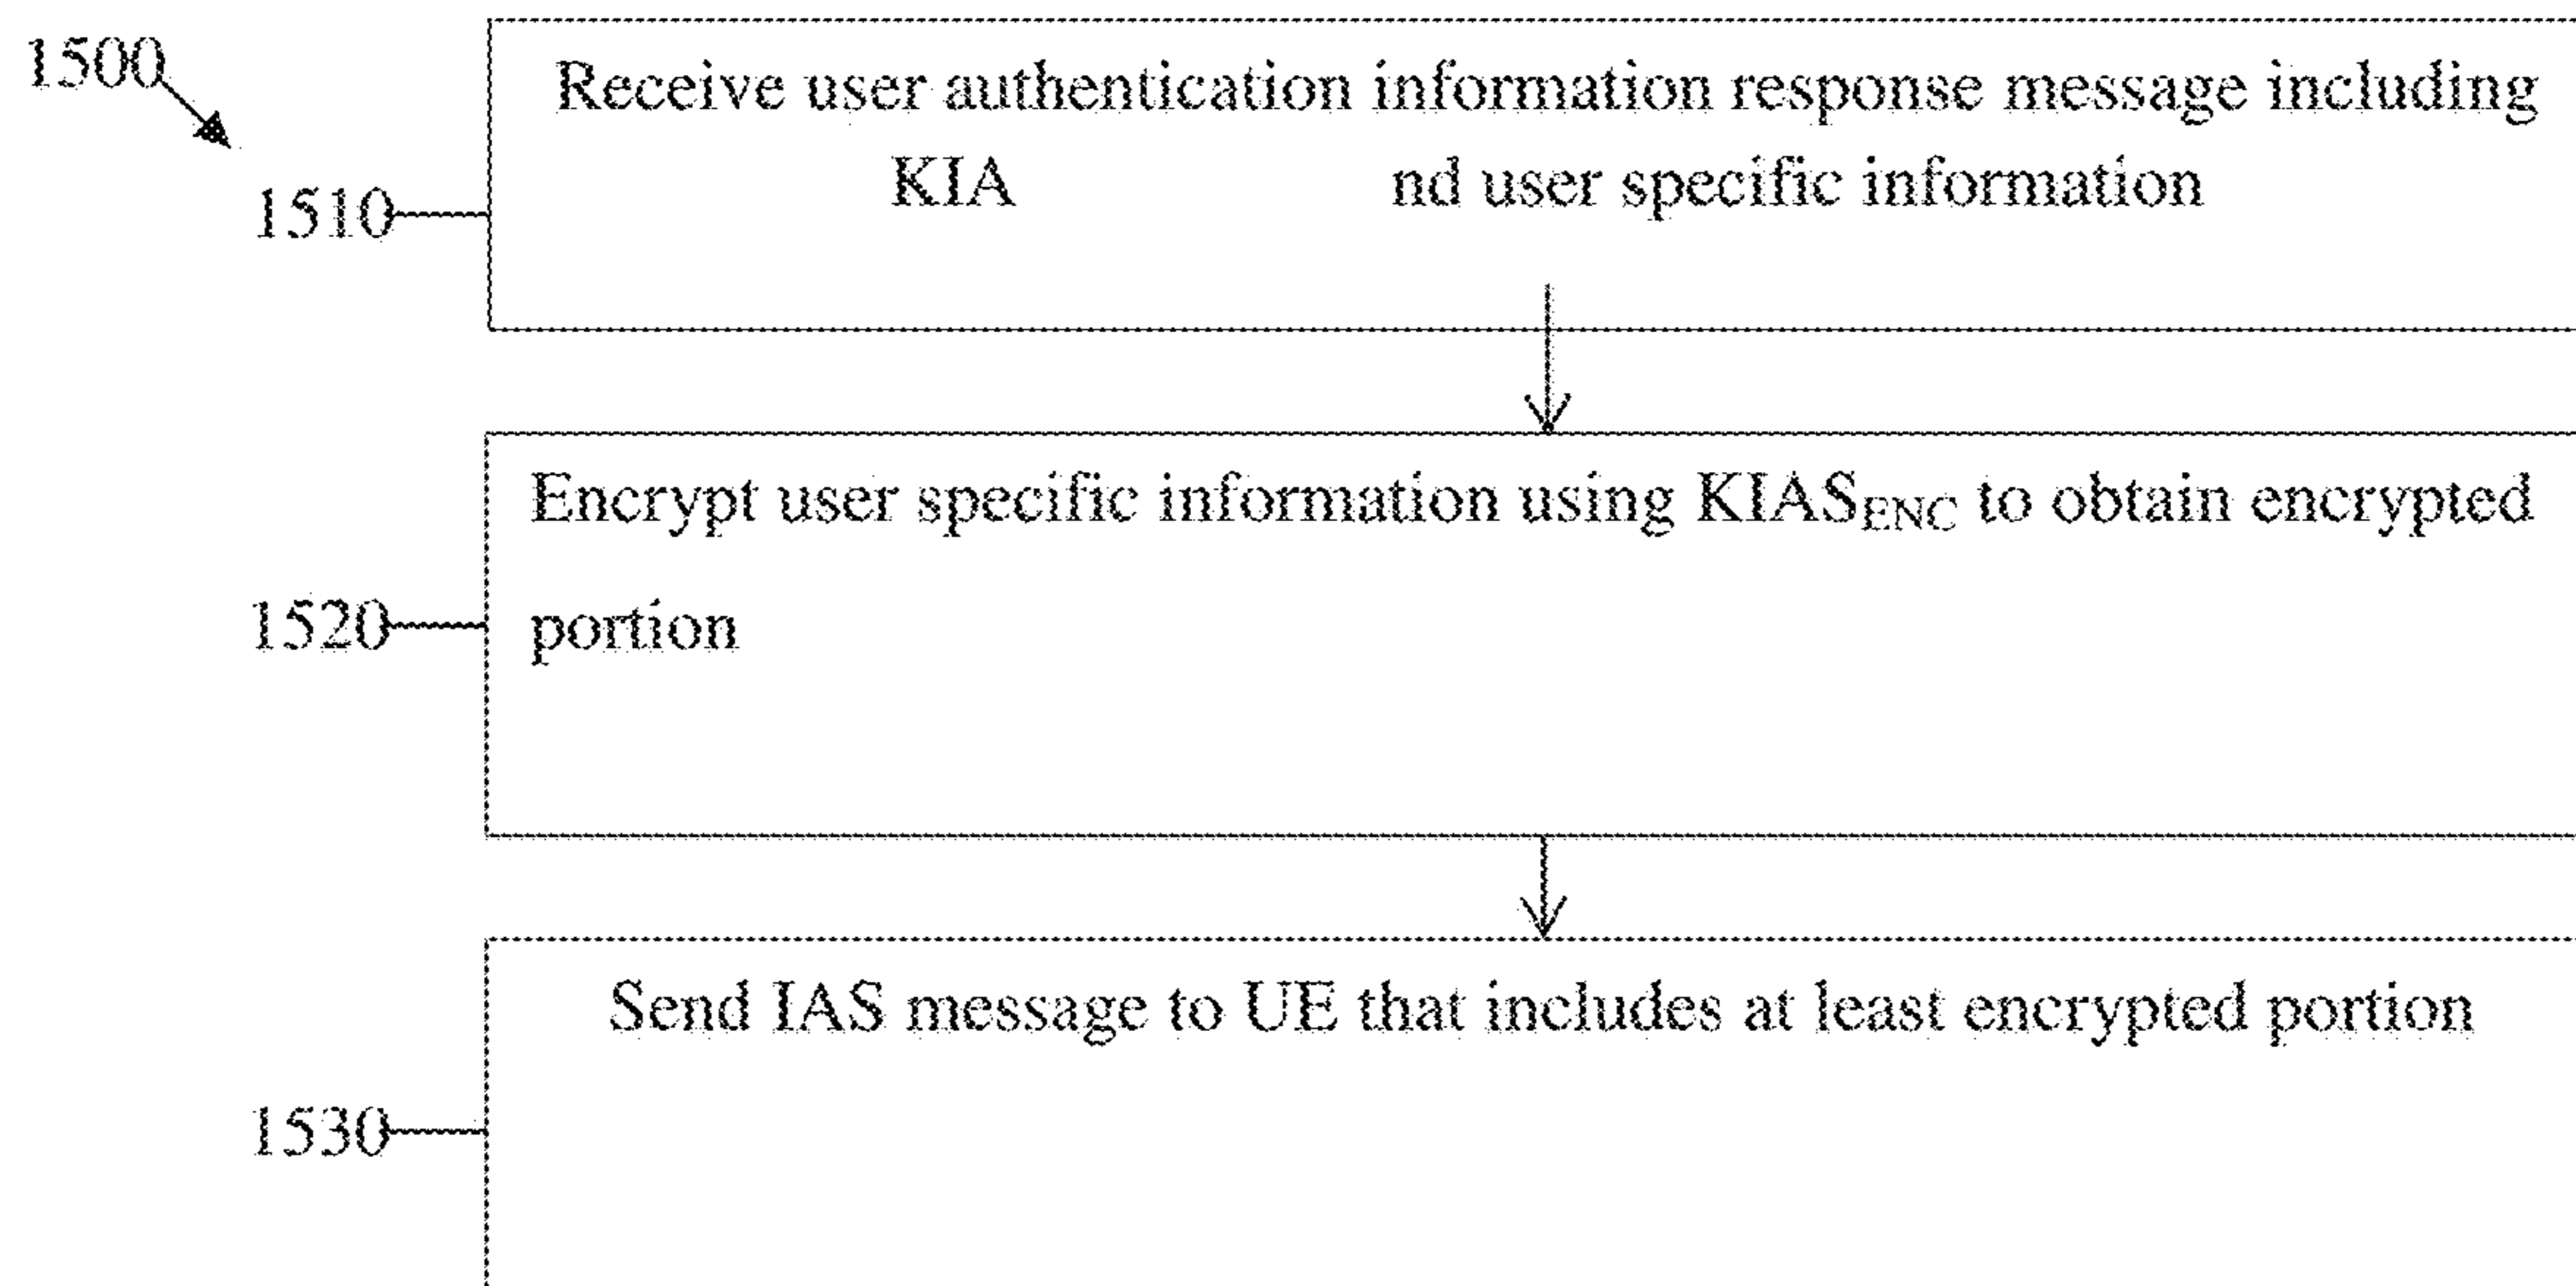 1500
Receive user authentication information response message including
KIA nd user specific information
1510
Encrypt user specific information using KIAS_ENC to obtain encrypted
portion
1520
Send IAS message to UE that includes at least encrypted portion
1530